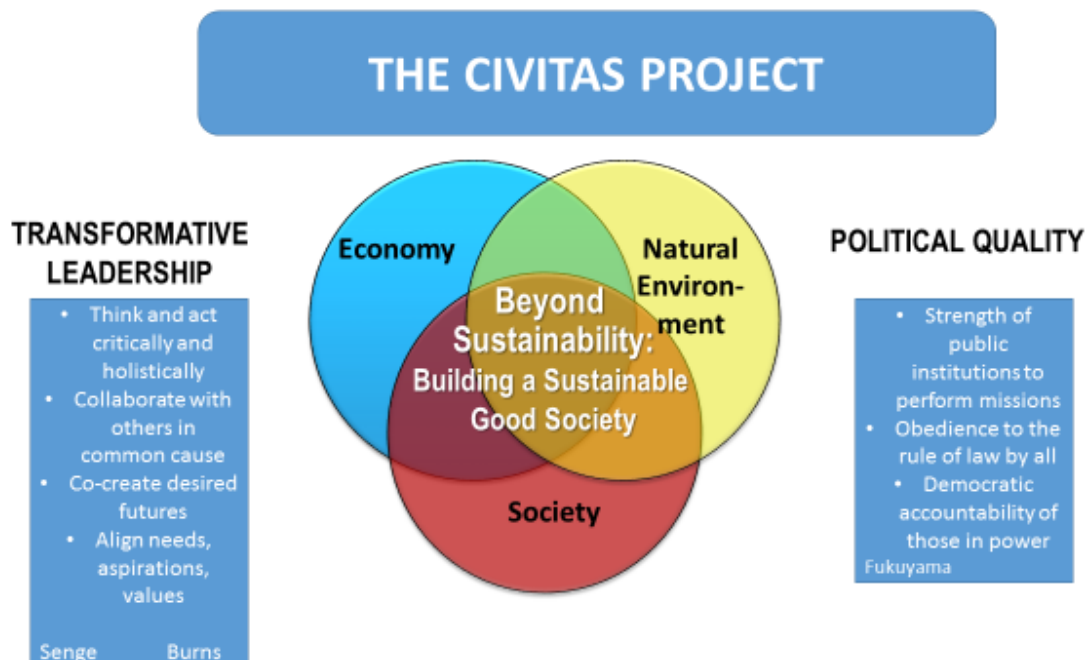 THE CIVITAS PROJECT
TRANSFORMATIVE
LEADERSHIP
• Think and act
critically and
holistically
• Collaborate with
others in
common cause
• Co-create desired
futures
• Align needs,
aspirations,
values
Senge Burns
Economy
Natural
Environ-
ment
Beyond
Sustainability:
Building a Sustainable
Good Society
Society
POLITICAL QUALITY
• Strength of
public
institutions to
perform missions
• Obedience to the
rule of law by all
• Democratic
accountability of
those in power
Fukuyama